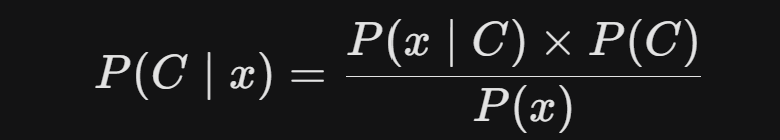 P(C | x) = P(x | C) × P(C) / P(x)